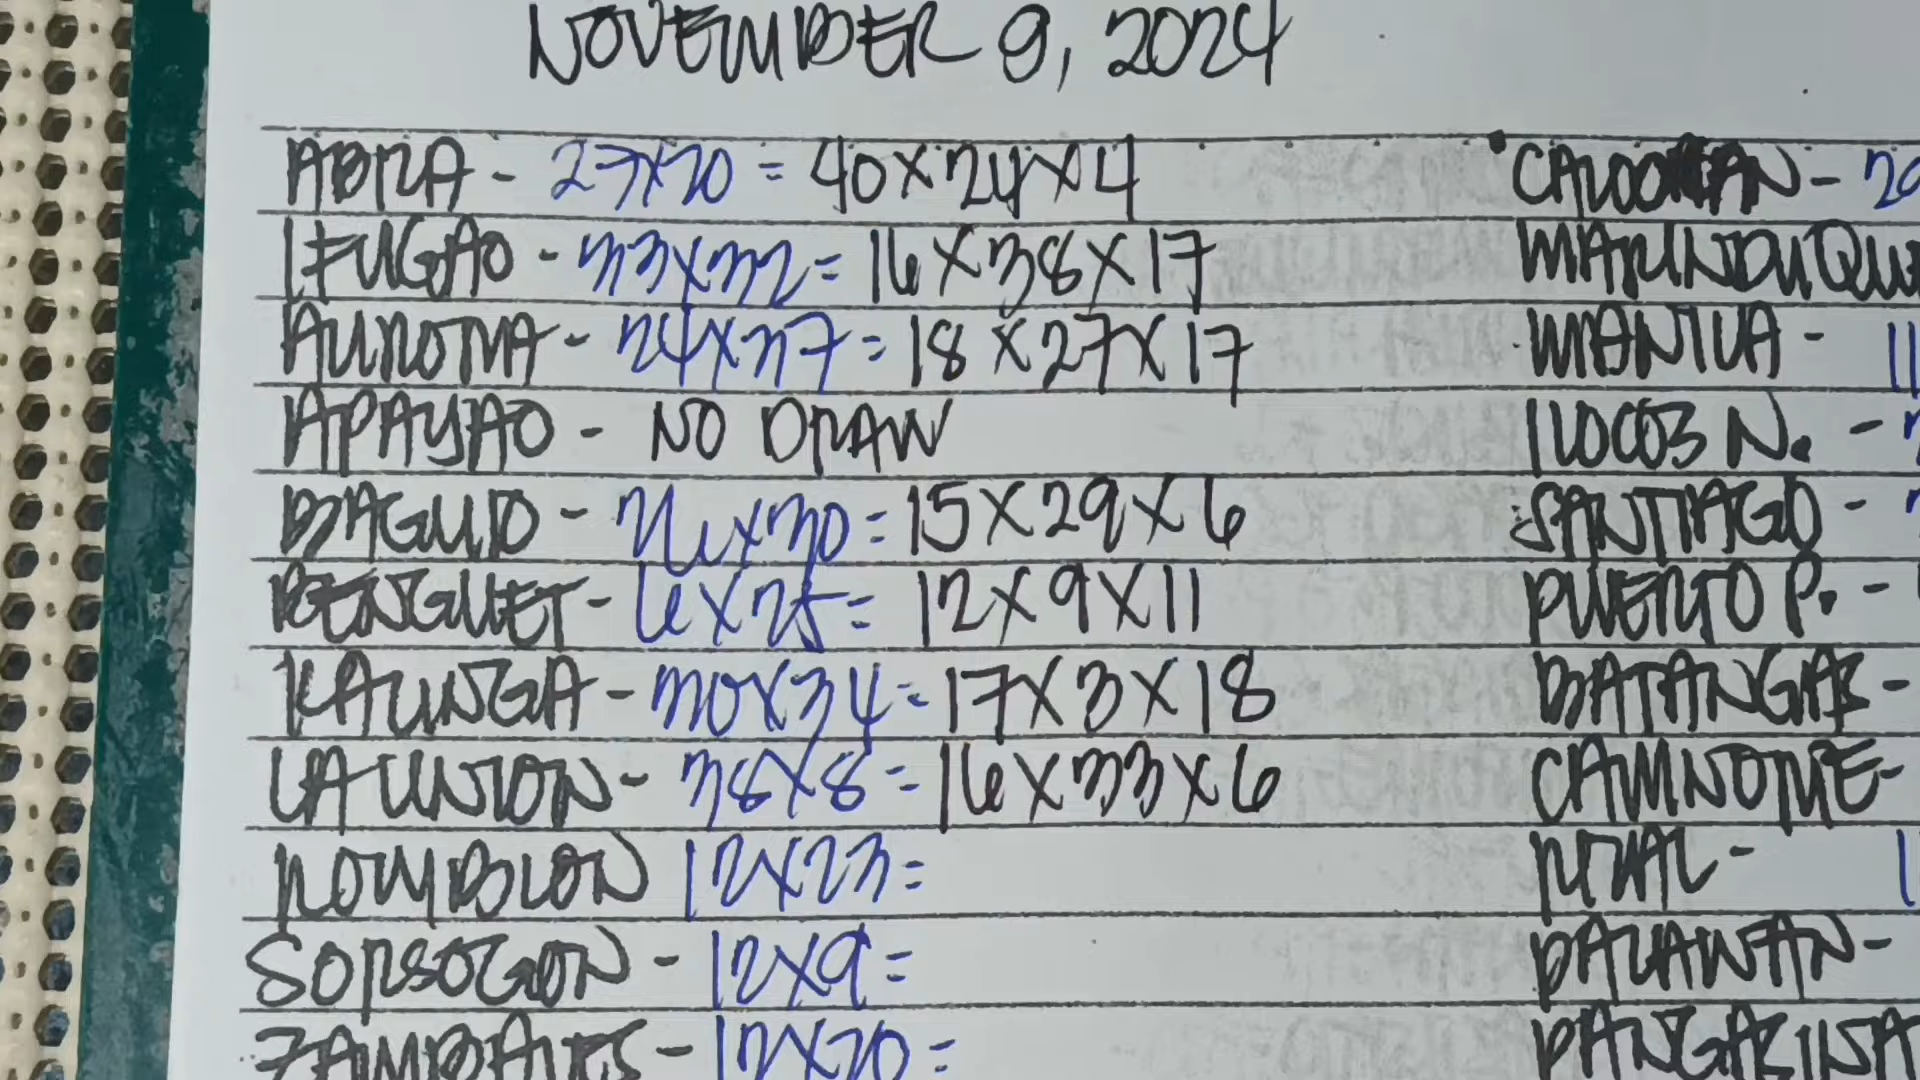 NOVEMBER 9, 2024
ABRA - 27X20 = 40X24X4
IFUGAO - 33X32 = 16X38X17
AURORA - 24X37 = 18X27X17
APAYAO - NO DRAW
BAGUIO - 26X30 = 15X29X6
BENGUET - 6X25 = 12X9X11
KALINGA - 30X34 - 17X3X18
LA UNION - 38X8 = 16X33X6
ROMBLON 12X23 =
SORSOGON - 12X9 =
ZAMBALES - 12X20 =
CALOOCAN -
MARINDUQUE
MANILA -
ILOCOS N. -
SANTIAGO -
PUERTO P. -
BATANGAS -
CAMNORTE -
RIZAL -
PALAWAN -
PANGASINA